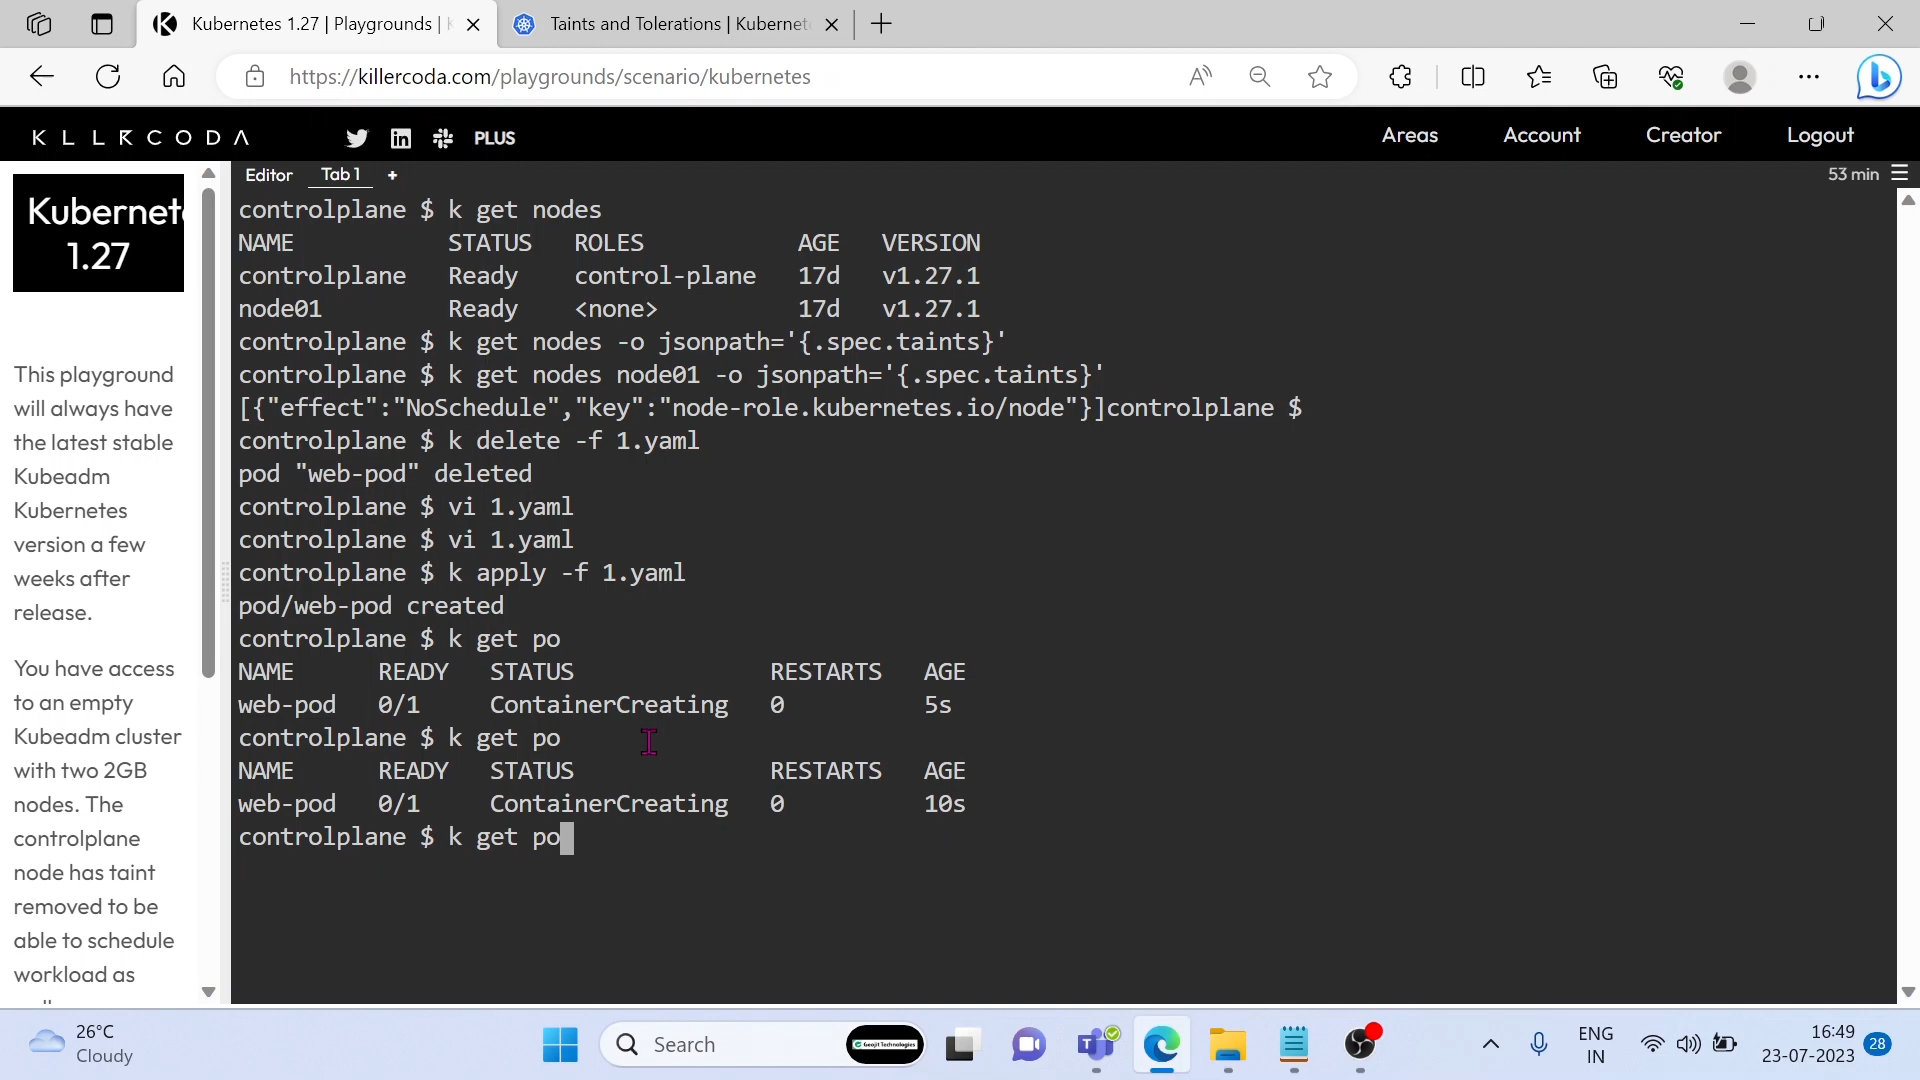 Kubernetes 1.27 | Playgrounds | K
Taints and Tolerations | Kubernet
https://killercoda.com/playgrounds/scenario/kubernetes
KLLRCODA
PLUS
Areas
Account
Creator
Logout
Kubernete
1.27
This playground
will always have
the latest stable
Kubeadm
Kubernetes
version a few
weeks after
release.
You have access
to an empty
Kubeadm cluster
with two 2GB
nodes. The
controlplane
node has taint
removed to be
able to schedule
workload as
Editor
Tab 1
+
53 min
controlplane $ k get nodes
NAME STATUS ROLES AGE VERSION
controlplane Ready control-plane 17d v1.27.1
node01 Ready <none> 17d v1.27.1
controlplane $ k get nodes -o jsonpath='{.spec.taints}'
controlplane $ k get nodes node01 -o jsonpath='{.spec.taints}'
[{"effect":"NoSchedule","key":"node-role.kubernetes.io/node"}]controlplane $
controlplane $ k delete -f 1.yaml
pod "web-pod" deleted
controlplane $ vi 1.yaml
controlplane $ vi 1.yaml
controlplane $ k apply -f 1.yaml
pod/web-pod created
controlplane $ k get po
NAME READY STATUS RESTARTS AGE
web-pod 0/1 ContainerCreating 0 5s
controlplane $ k get po
NAME READY STATUS RESTARTS AGE
web-pod 0/1 ContainerCreating 0 10s
controlplane $ k get po
26°C
Cloudy
Search
Geojit Technologies
ENG
IN
16:49
23-07-2023
28